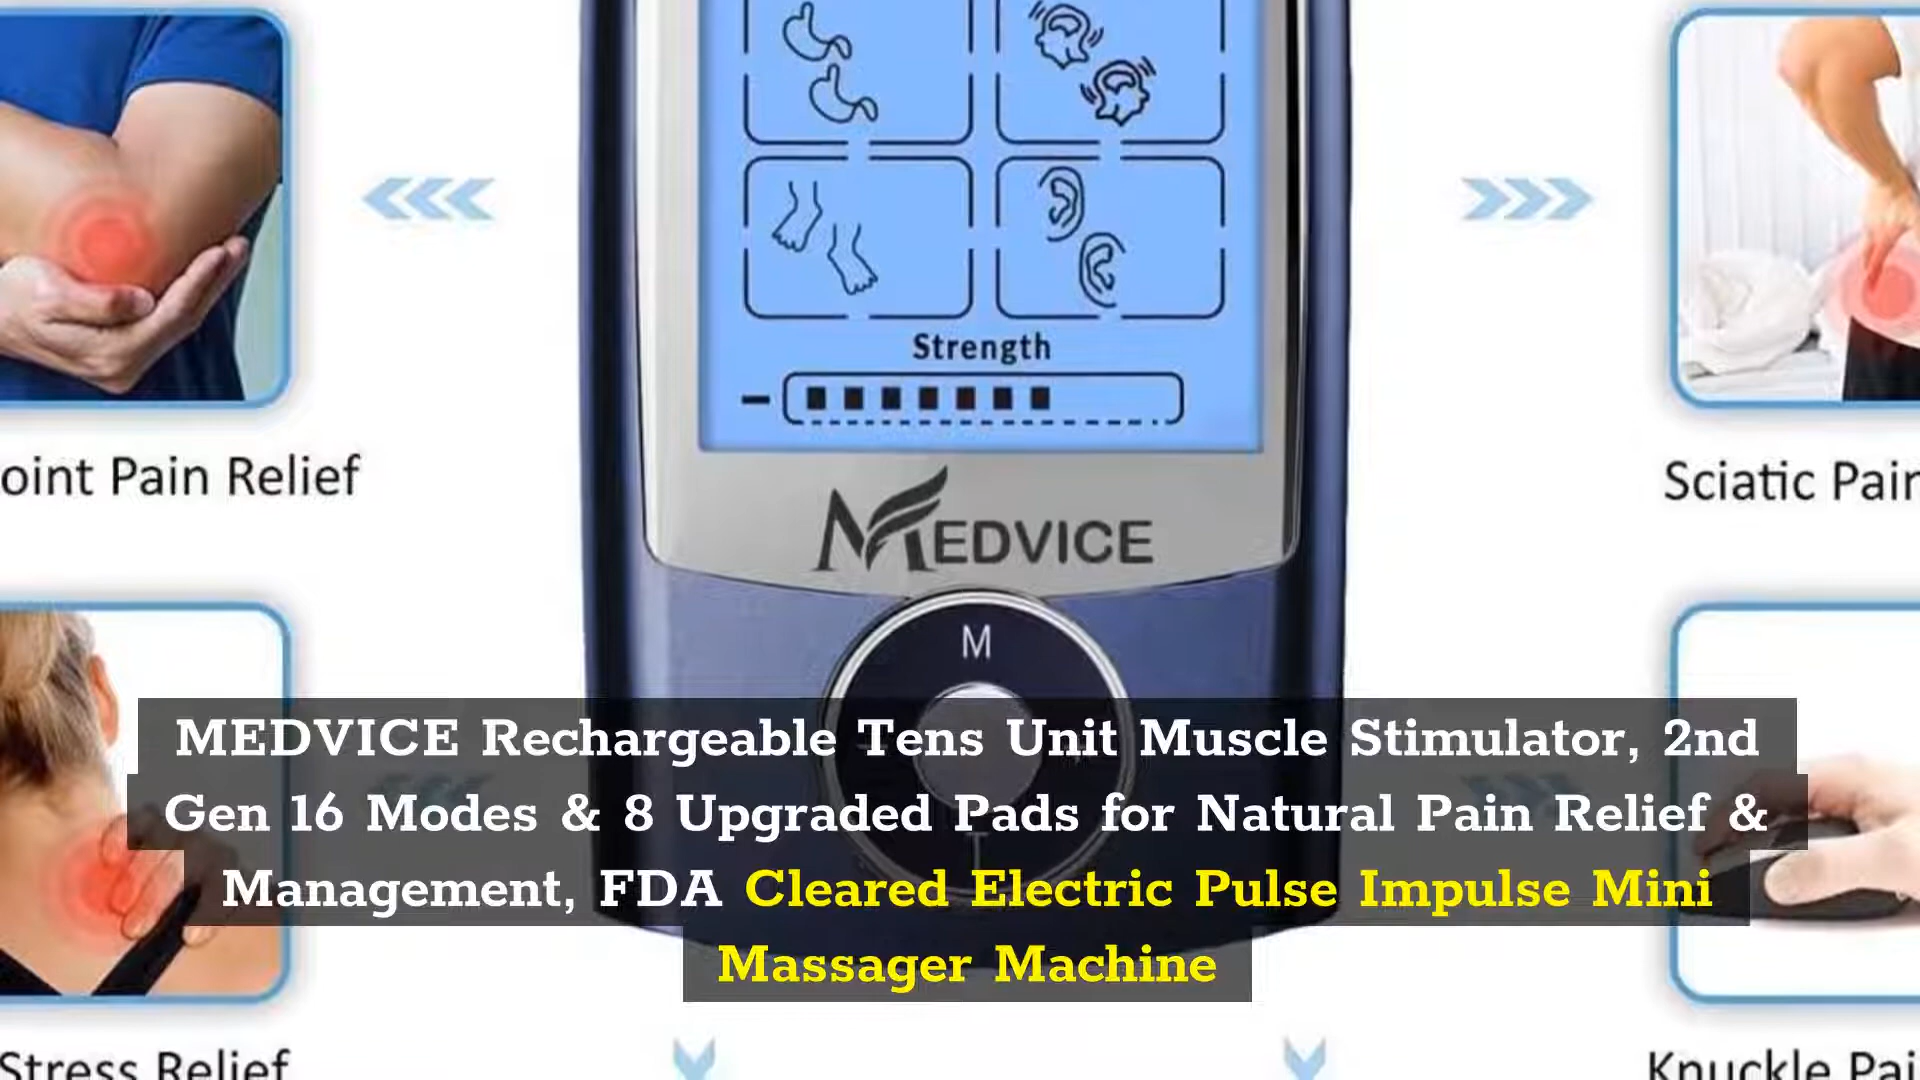 Strength
oint Pain Relief
Sciatic Pain
MEDVICE
M
MEDVICE Rechargeable Tens Unit Muscle Stimulator, 2nd
Gen 16 Modes & 8 Upgraded Pads for Natural Pain Relief &
Management, FDA Cleared Electric Pulse Impulse Mini
Massager Machine
Stress Relief
Knuckle Pai